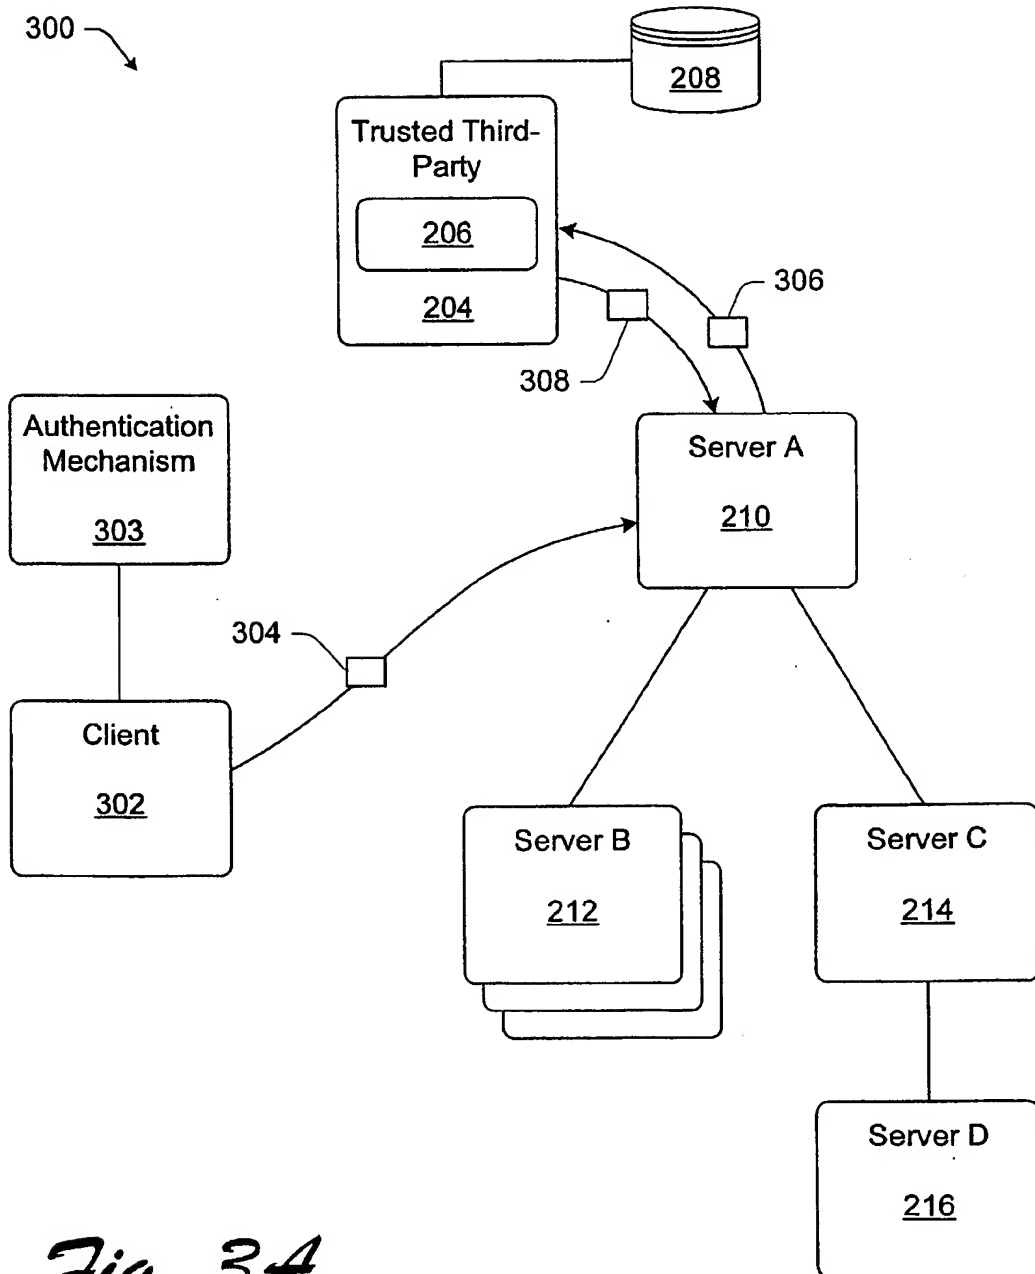 300
208
Trusted Third-
Party
206
204
306
308
Authentication
Mechanism
303
Server A
210
304
Client
302
Server B
212
Server C
214
Server D
216
Fig. 3A